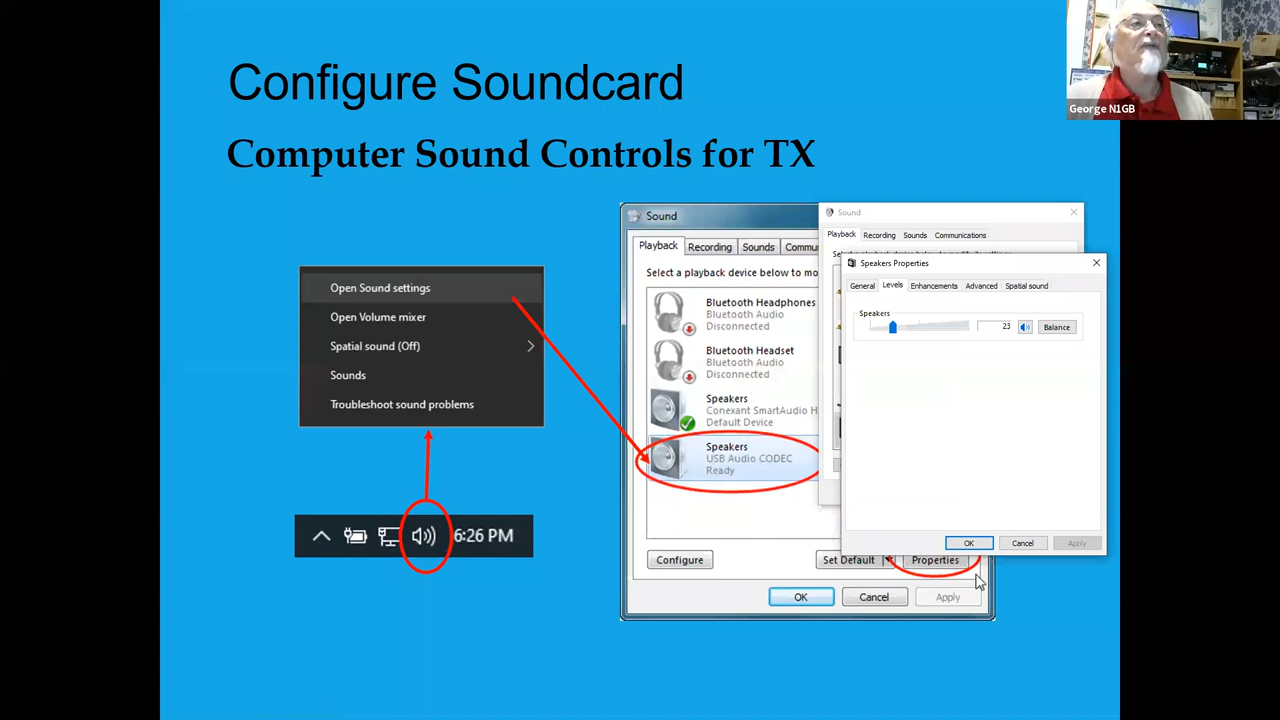 Configure Soundcard
Computer Sound Controls for TX
George N1GB
Open Sound settings
Open Volume mixer
Spatial sound (Off)
Sounds
Troubleshoot sound problems
6:26 PM
Sound
Playback Recording Sounds Commu
Select a playback device below to mo
Bluetooth Headphones
Bluetooth Audio
Disconnected
Bluetooth Headset
Bluetooth Audio
Disconnected
Speakers
Conexant SmartAudio H
Default Device
Speakers
USB Audio CODEC
Ready
Configure Set Default Properties
OK Cancel Apply
Sound
Playback Recording Sounds Communications
Speakers Properties
General Levels Enhancements Advanced Spatial sound
Speakers
23 Balance
OK Cancel Apply